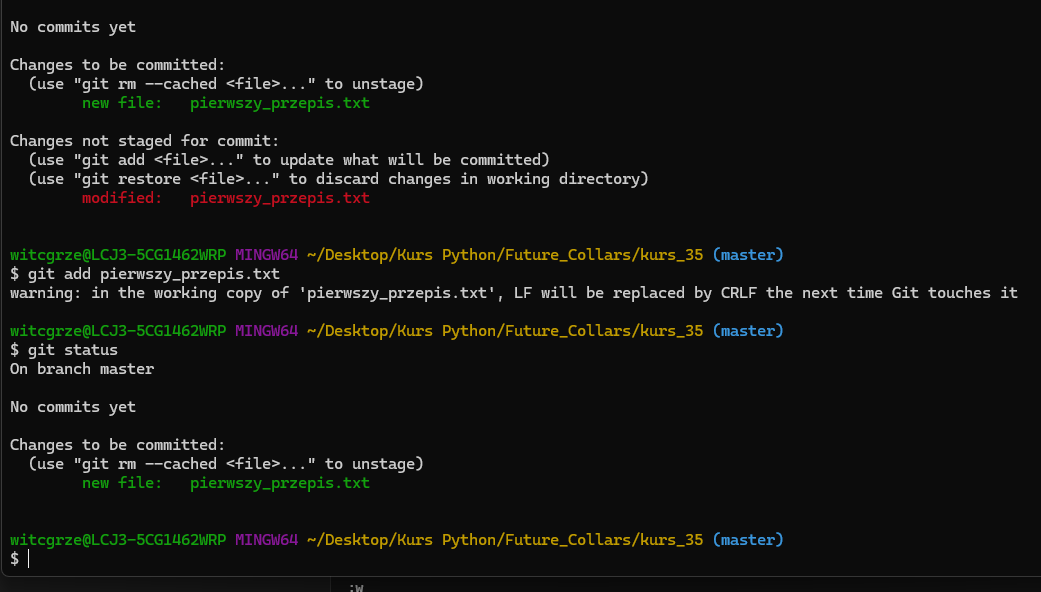 No commits yet
Changes to be committed:
(use "git rm --cached <file>..." to unstage)
new file:   pierwszy_przepis.txt
Changes not staged for commit:
(use "git add <file>..." to update what will be committed)
(use "git restore <file>..." to discard changes in working directory)
modified:   pierwszy_przepis.txt
witcgrze@LCJ3-5CG1462WRP MINGW64 ~/Desktop/Kurs Python/Future_Collars/kurs_35 (master)
$ git add pierwszy_przepis.txt
warning: in the working copy of 'pierwszy_przepis.txt', LF will be replaced by CRLF the next time Git touches it
witcgrze@LCJ3-5CG1462WRP MINGW64 ~/Desktop/Kurs Python/Future_Collars/kurs_35 (master)
$ git status
On branch master
No commits yet
Changes to be committed:
(use "git rm --cached <file>..." to unstage)
new file:   pierwszy_przepis.txt
witcgrze@LCJ3-5CG1462WRP MINGW64 ~/Desktop/Kurs Python/Future_Collars/kurs_35 (master)
$
:w